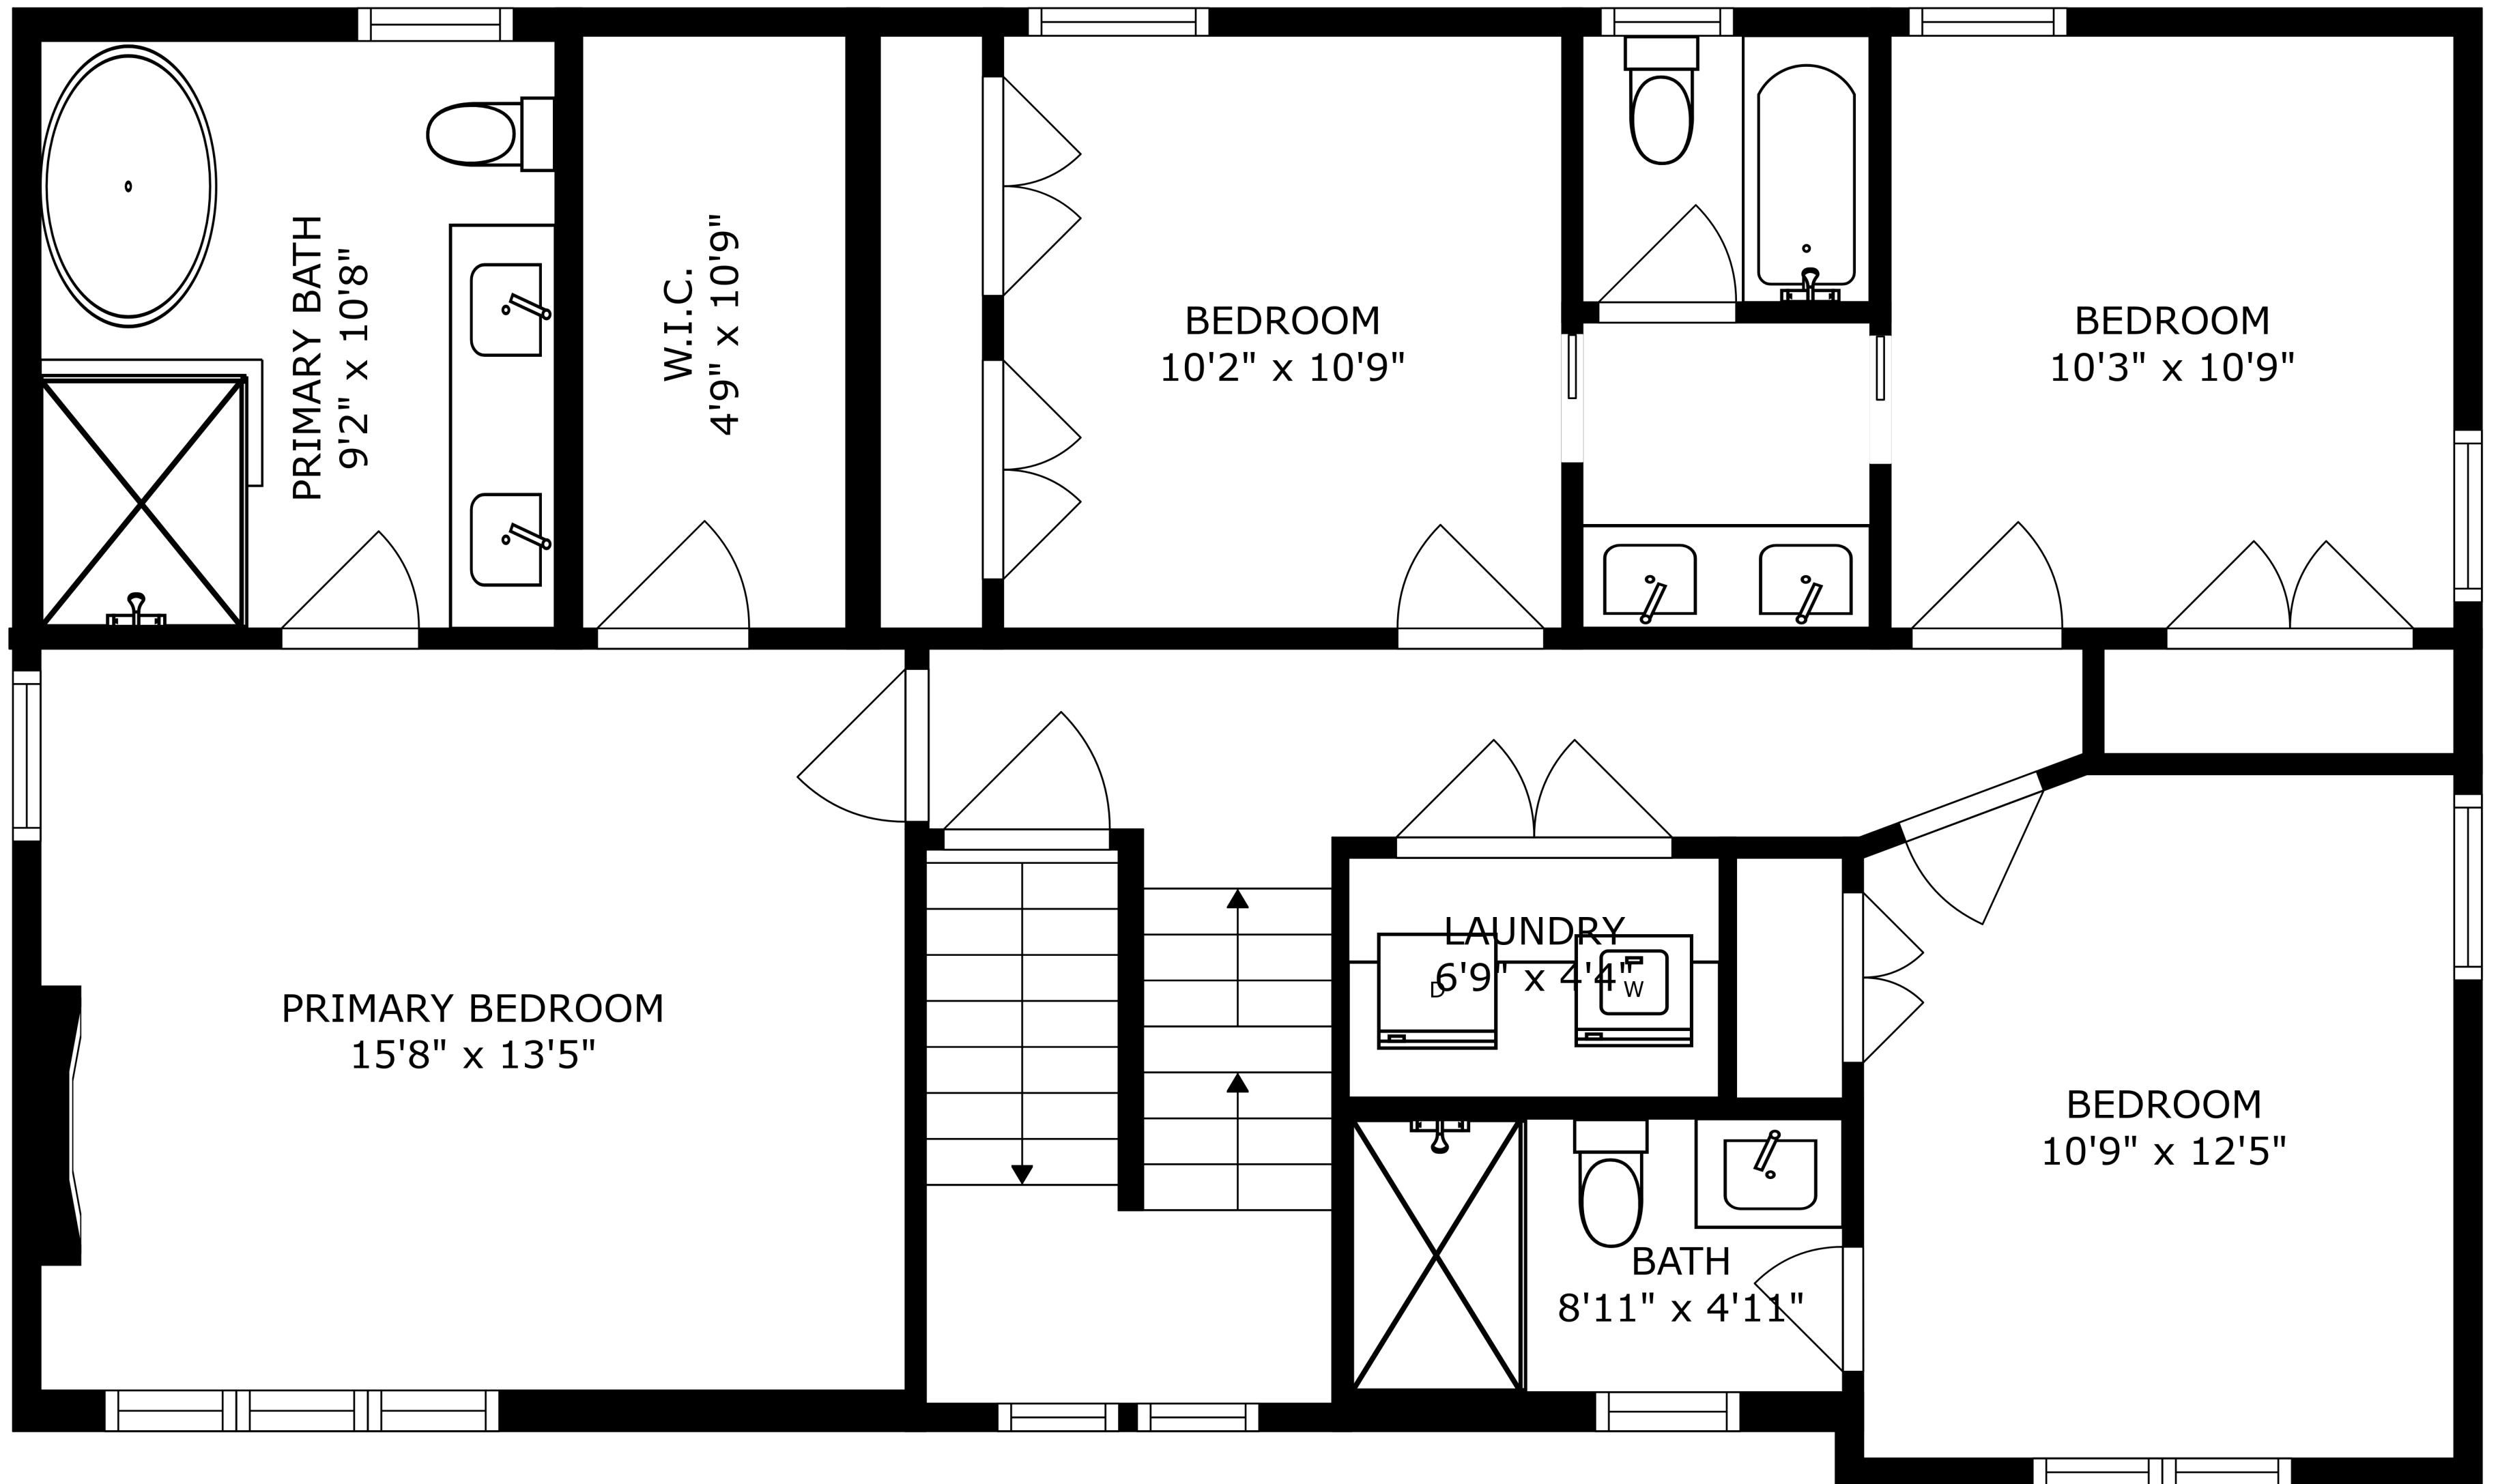 PRIMARY BATH
9'2" x 10'8"
W.I.C.
4'9" x 10'9"
BEDROOM
10'2" x 10'9"
BEDROOM
10'3" x 10'9"
PRIMARY BEDROOM
15'8" x 13'5"
LAUNDRY
6'9" x 4'4"
D
W
BEDROOM
10'9" x 12'5"
BATH
8'11" x 4'11"